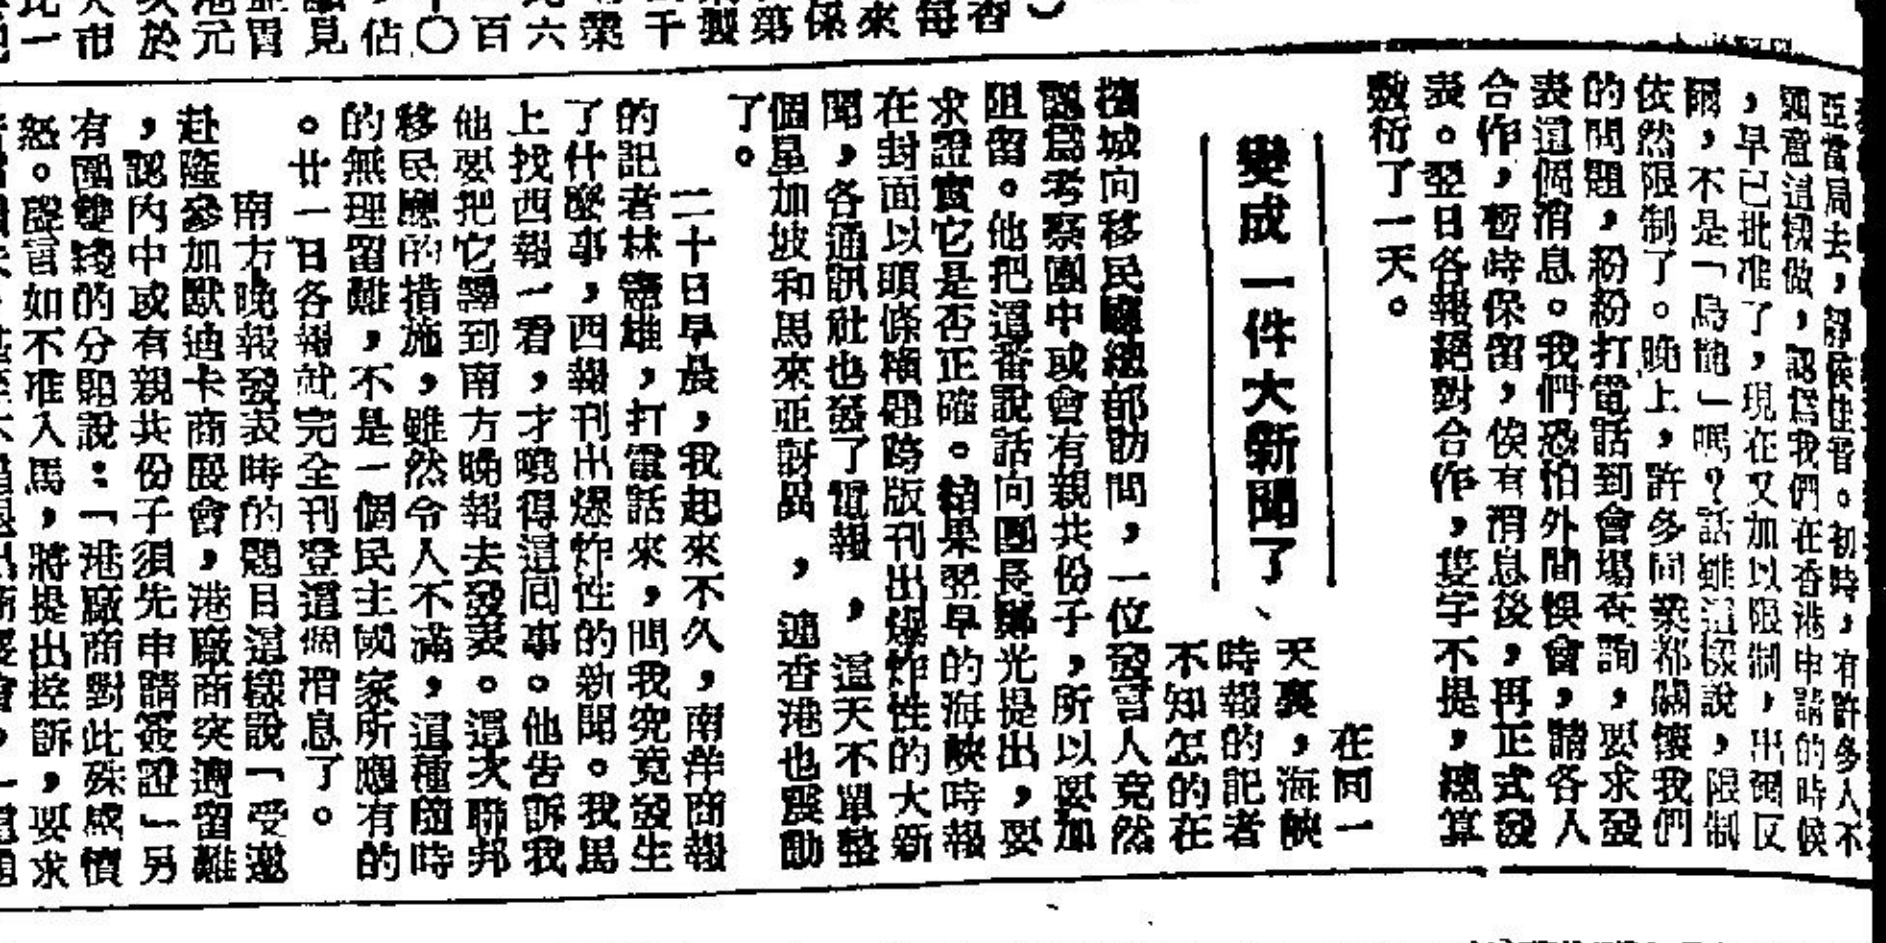 亞當局去，靜候佳音。初時，有許多人不
願意這樣做，認爲我們在香港申請的時候
，早已批准了，現在又加以限制，出爾反
爾，不是「烏龍」嗎？話雖這樣說，限制
依然限制了。晚上，許多同業都關懷我們
的問題，紛紛打電話到會場查詢，要求發
表這個消息。我們恐怕外間悞會，請各人
合作，暫時保留，俟有消息後，再正式發
表。翌日各報絕對合作，隻字不提，總算
敷衍了一天。
變成一件大新聞了
在同一
天裏，海峽
時報的記者
不知怎的在
檳城向移民廳總部訪問，一位發言人竟然
認爲考察團中或會有親共份子，所以要加
阻留。他把這番說話向團長鄭光提出，要
求證實它是否正確。結果翌早的海峽時報
在封面以頭條橫題跨版刊出爆炸性的大新
聞，各通訊社也發了電報，這天不單整
個星加坡和馬來亞訝異，連香港也震動
了。
二十日早晨，我起來不久，南洋商報
的記者林憲雄，打電話來，問我究竟發生
了什麼事，西報刊出爆炸性的新聞。我馬
上找西報一看，才曉得這囘事。他告訴我
他要把它譯到南方晚報去發表。這次聯邦
移民廳的措施，雖然令人不滿，這種隨時
的無理留難，不是一個民主國家所應有的
。廿一日各報就完全刊登這個消息了。
南方晚報發表時的題目這樣說「受邀
赴隆參加默迪卡商展會，港廠商突遭留難
，認內中或有親共份子須先申請簽證」另
有圈雙綫的分題說：「港廠商對此殊感憤
怒。聲言如不准入馬，將提出控訴，要求